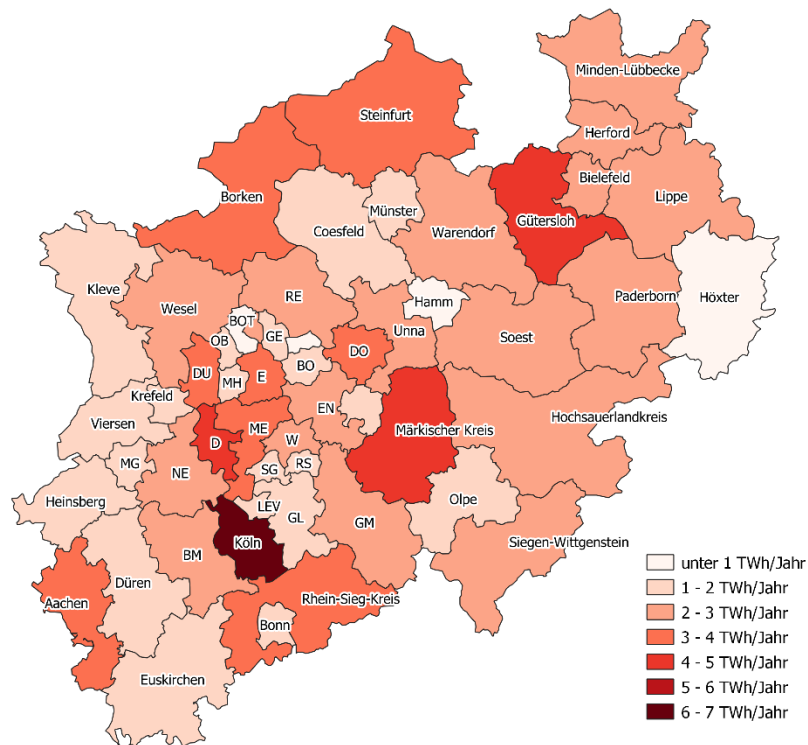 Minden-Lübbecke
Steinfurt
Herford
Bielefeld
Lippe
Borken
Münster
Gütersloh
Coesfeld
Warendorf
Kleve
Wesel
RE
Hamm
Paderborn
Höxter
BOT
OB
GE
Unna
Soest
DU
MH
E
BO
DO
Krefeld
Viersen
EN
Hochsauerlandkreis
D
ME
W
Märkischer Kreis
MG
NE
SG
RS
Heinsberg
LEV
GL
GM
Olpe
Köln
Siegen-Wittgenstein
BM
Düren
Aachen
Rhein-Sieg-Kreis
Bonn
Euskirchen
unter 1 TWh/Jahr
1 - 2 TWh/Jahr
2 - 3 TWh/Jahr
3 - 4 TWh/Jahr
4 - 5 TWh/Jahr
5 - 6 TWh/Jahr
6 - 7 TWh/Jahr